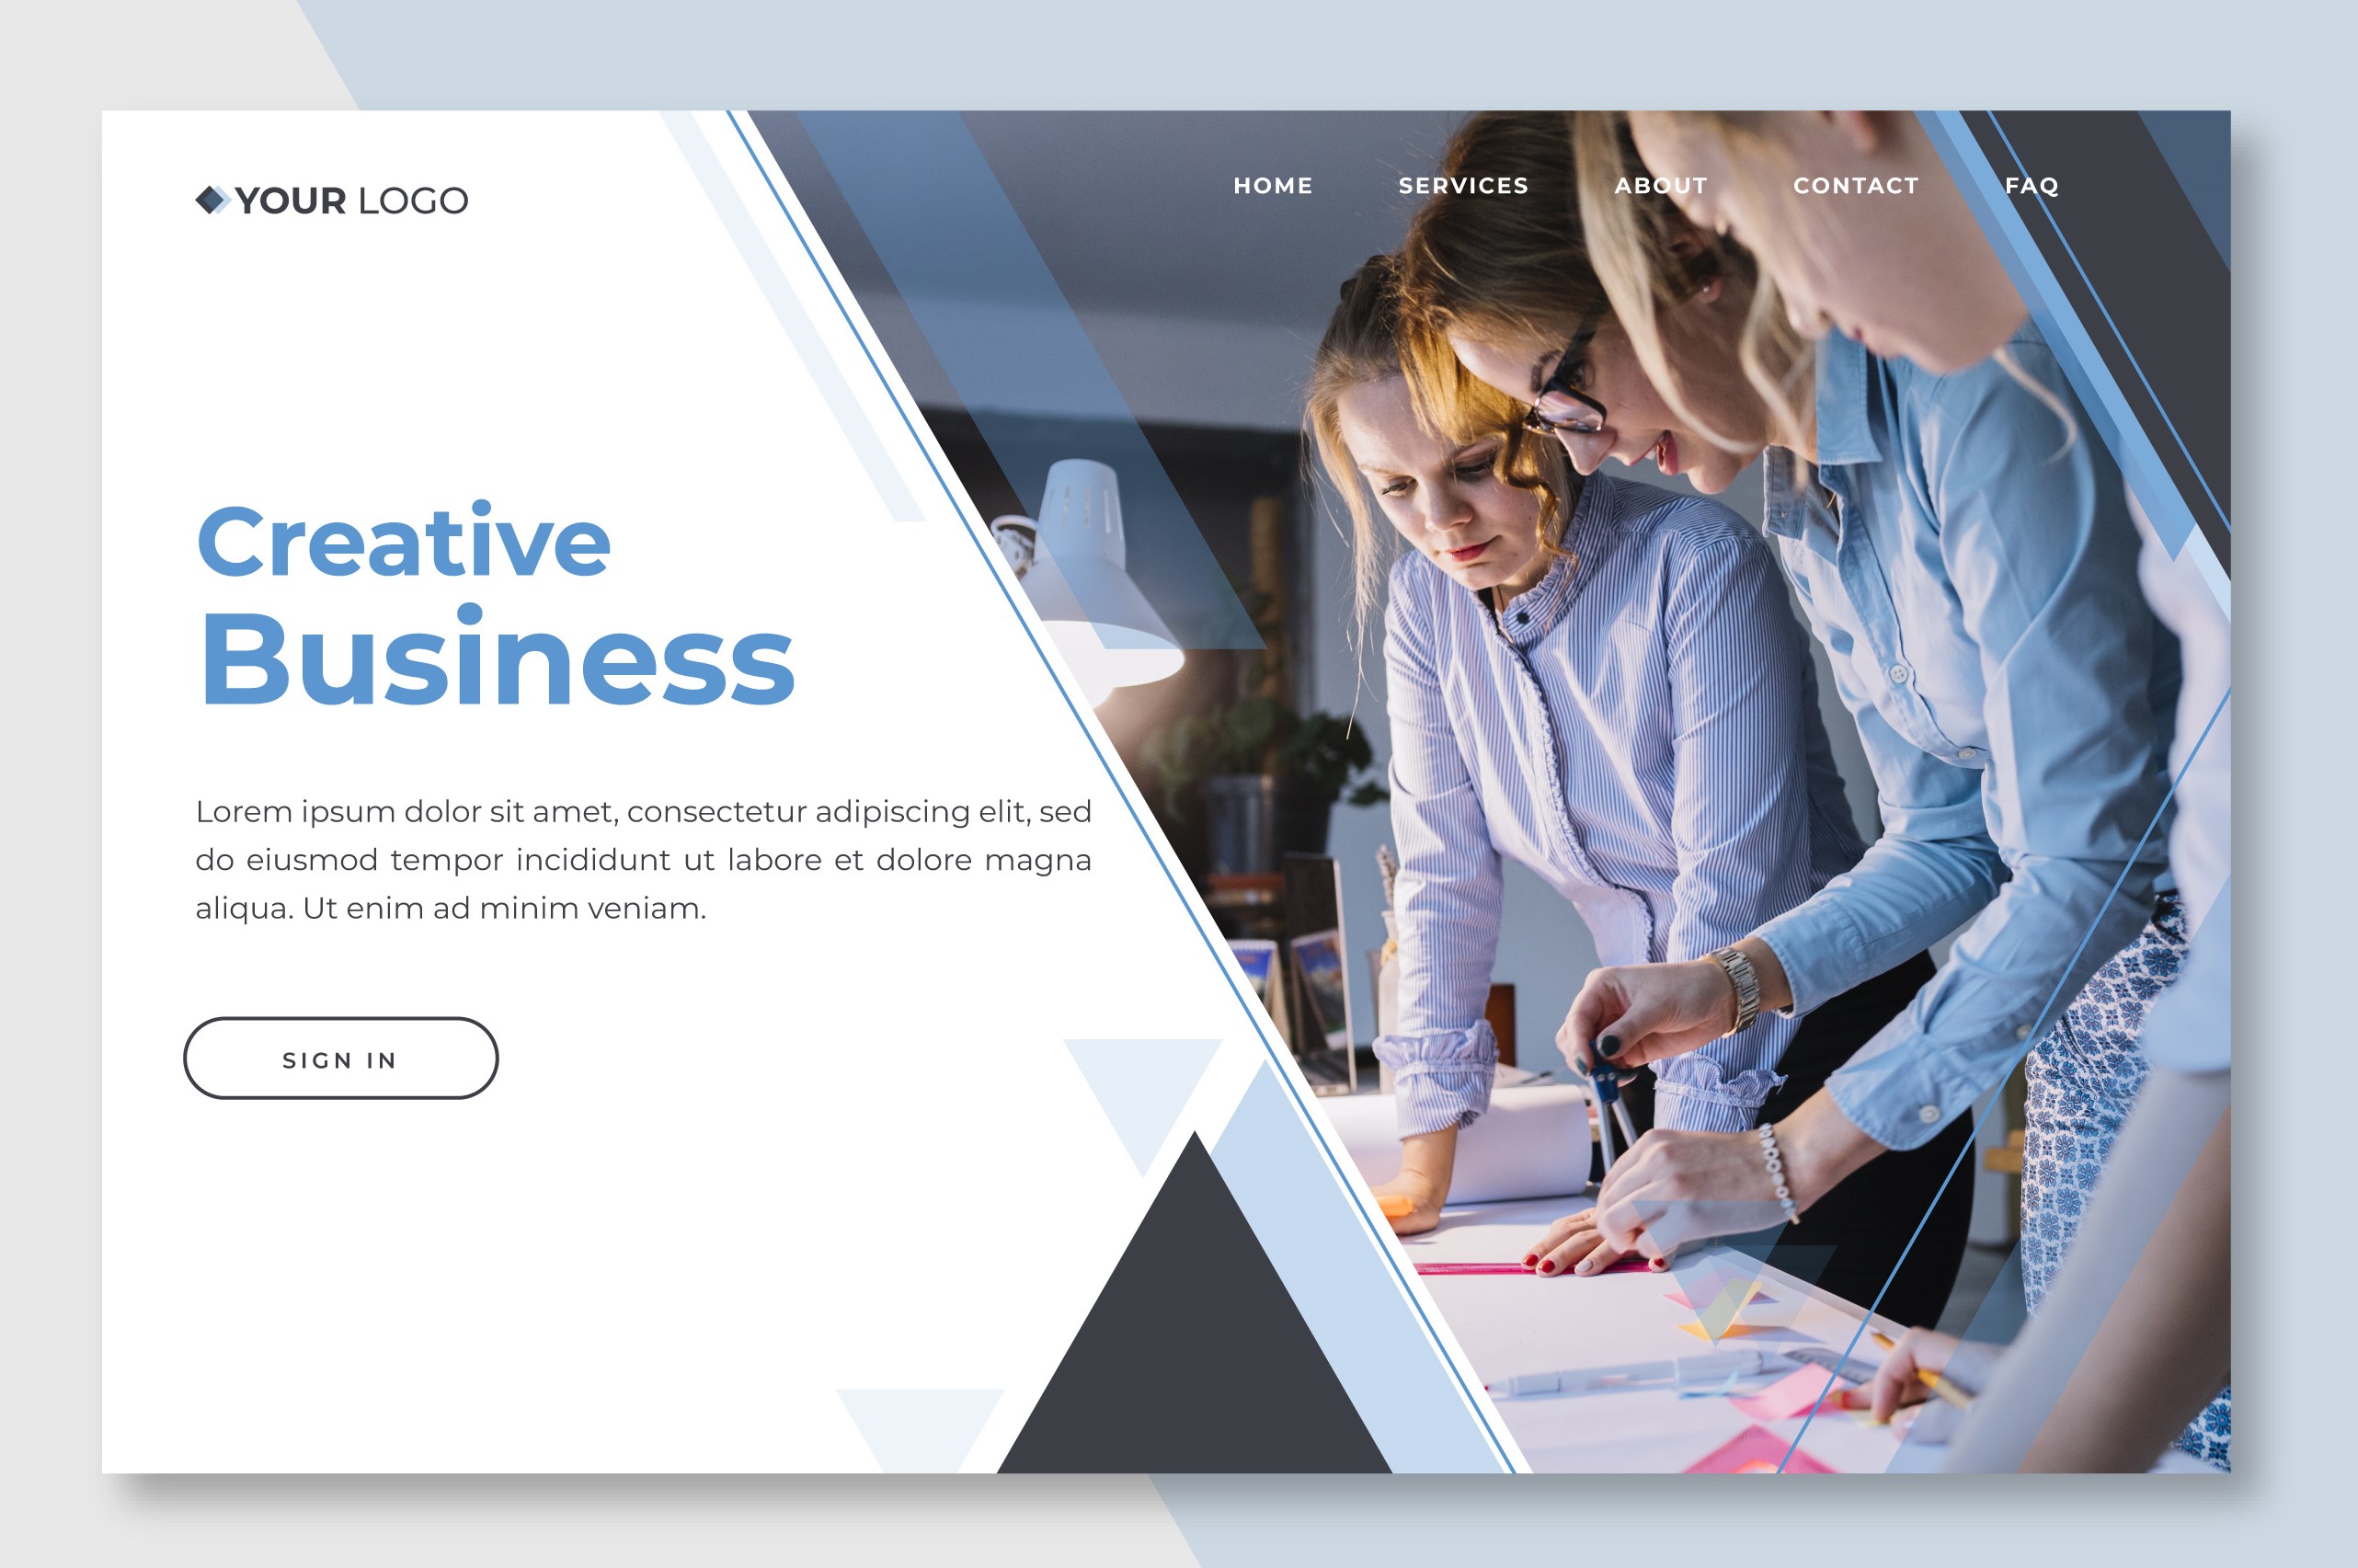 YOUR LOGO
HOME SERVICES ABOUT CONTACT FAQ
Creative
Business
Lorem ipsum dolor sit amet, consectetur adipiscing elit, sed
do eiusmod tempor incididunt ut labore et dolore magna
aliqua. Ut enim ad minim veniam.
SIGN IN